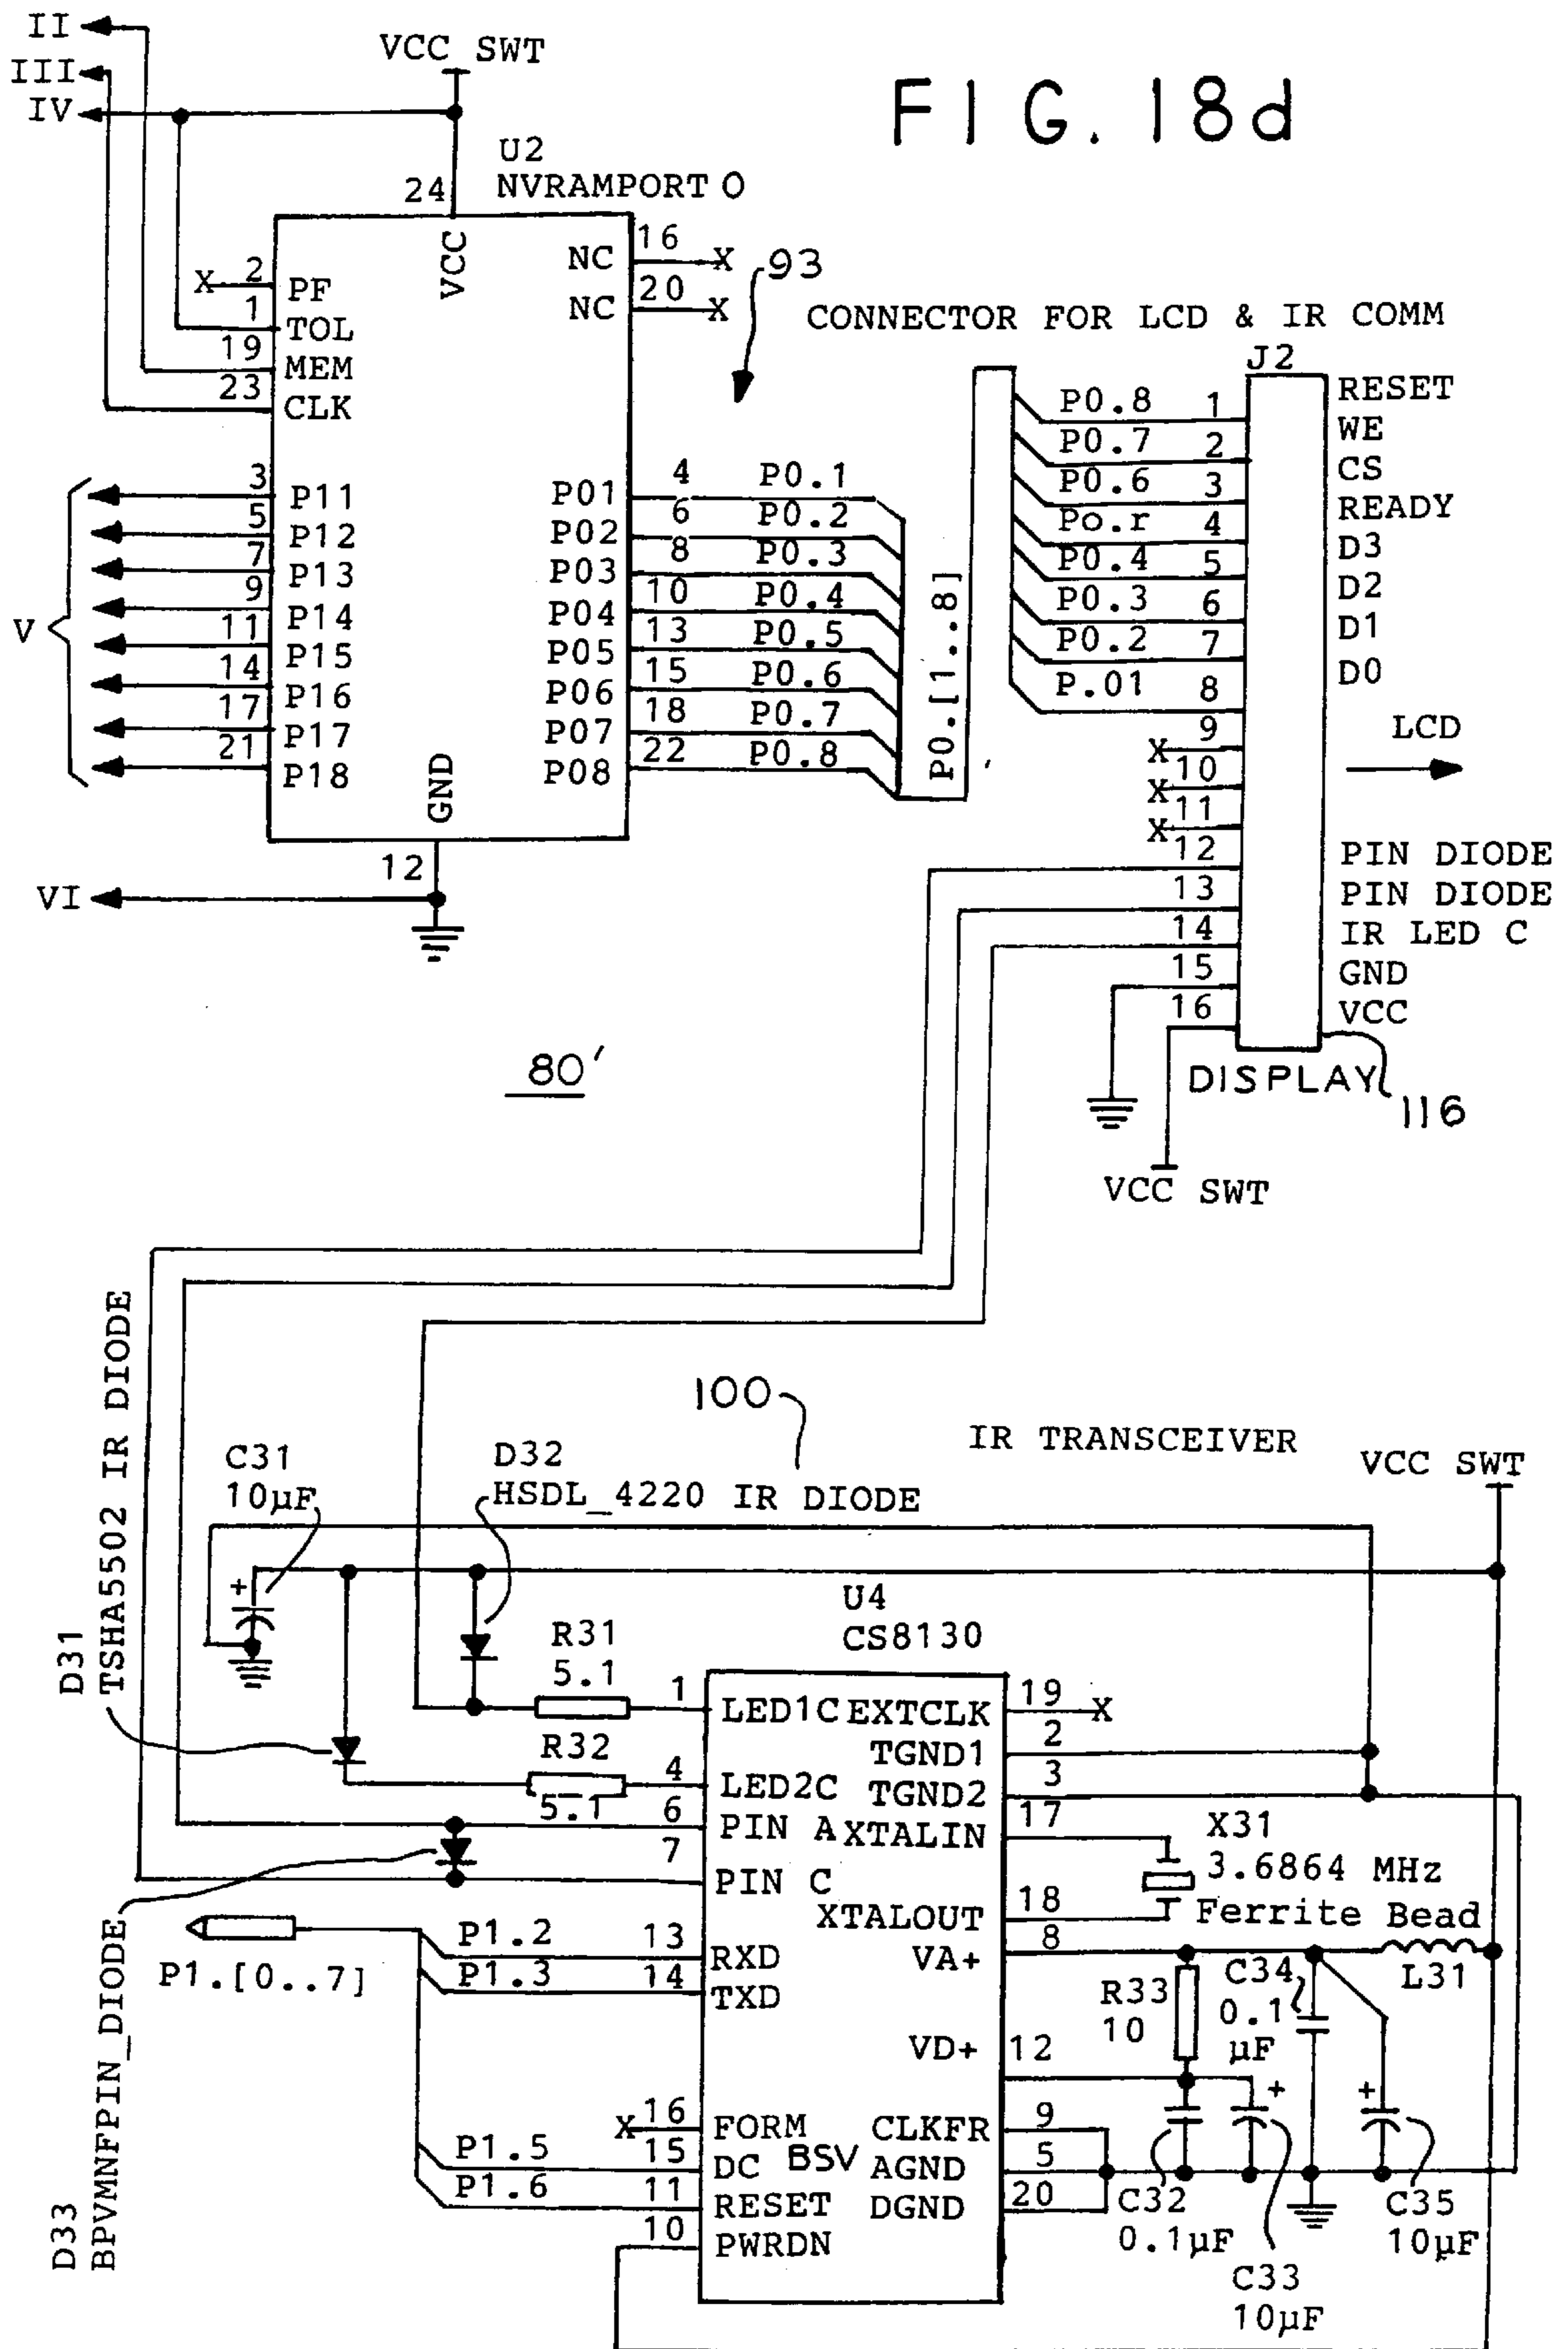 II
III
IV
VCC SWT
FIG. 18d
U2
NVRAMPORT 0
24
VCC
2
PF
1
TOL
19
MEM
23
CLK
NC
16
X
NC
20
X
X
93
CONNECTOR FOR LCD & IR COMM
J2
V
3
P11
5
P12
7
P13
9
P14
11
P15
14
P16
17
P17
21
P18
GND
12
VI
P01
4
P0.1
P02
6
P0.2
P03
8
P0.3
P04
10
P0.4
P05
13
P0.5
P06
15
P0.6
P07
18
P0.7
P08
22
P0.8
P0.[1..8]
P0.8
1
RESET
P0.7
2
WE
P0.6
3
CS
Po.r
4
READY
P0.4
5
D3
P0.3
6
D2
P0.2
7
D1
P.01
8
D0
X
9
LCD
X
10
X
11
12
PIN DIODE
13
PIN DIODE
14
IR LED C
15
GND
16
VCC
DISPLAY
116
VCC SWT
80'
100
IR TRANSCEIVER
VCC SWT
D31
TSHA5502 IR DIODE
C31
10µF
+
D32
HSDL_4220 IR DIODE
U4
CS8130
R31
5.1
1
LED1C
EXTCLK
19
X
TGND1
2
R32
5.1
4
LED2C
TGND2
3
6
PIN A
XTALIN
17
7
PIN C
X31
3.6864 MHz
XTALOUT
18
Ferrite Bead
VA+
8
L31
P1.[0..7]
P1.2
13
RXD
P1.3
14
TXD
R33
10
C34
0.1
µF
VD+
12
D33
BPVMNFPIN_DIODE
X
16
FORM
CLKFR
9
P1.5
15
DC
BSV
AGND
5
P1.6
11
RESET
DGND
20
10
PWRDN
+
+
C32
0.1µF
C33
10µF
C35
10µF